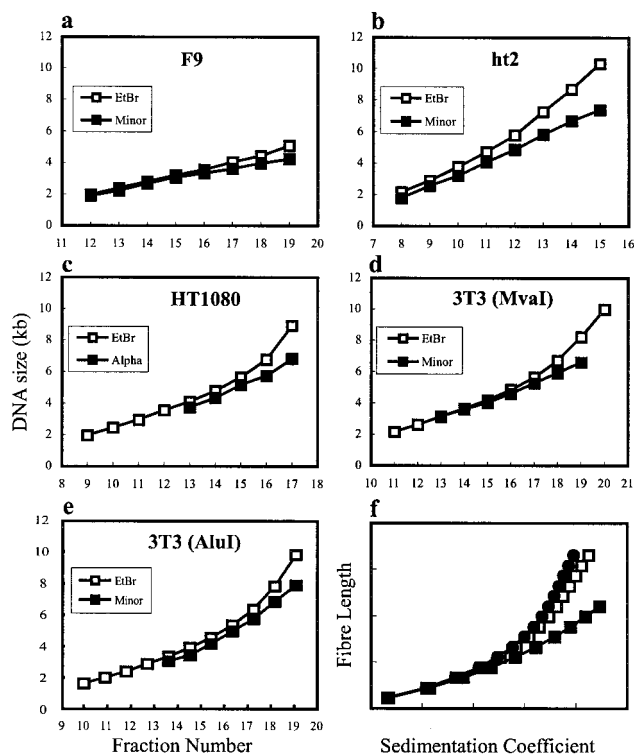 a
F9
12
10
8
6
4
2
0
EtBr
Minor
11 12 13 14 15 16 17 18 19 20
b
ht2
12
10
8
6
4
2
0
EtBr
Minor
7 8 9 10 11 12 13 14 15 16
c
HT1080
12
10
8
6
4
2
0
EtBr
Alpha
8 9 10 11 12 13 14 15 16 17 18
DNA size (kb)
d
3T3 (MvaI)
12
10
8
6
4
2
0
EtBr
Minor
10 11 12 13 14 15 16 17 18 19 20 21
e
3T3 (AluI)
12
10
8
6
4
2
0
EtBr
Minor
9 10 11 12 13 14 15 16 17 18 19 20
Fraction Number
f
Fibre Length
Sedimentation Coefficient